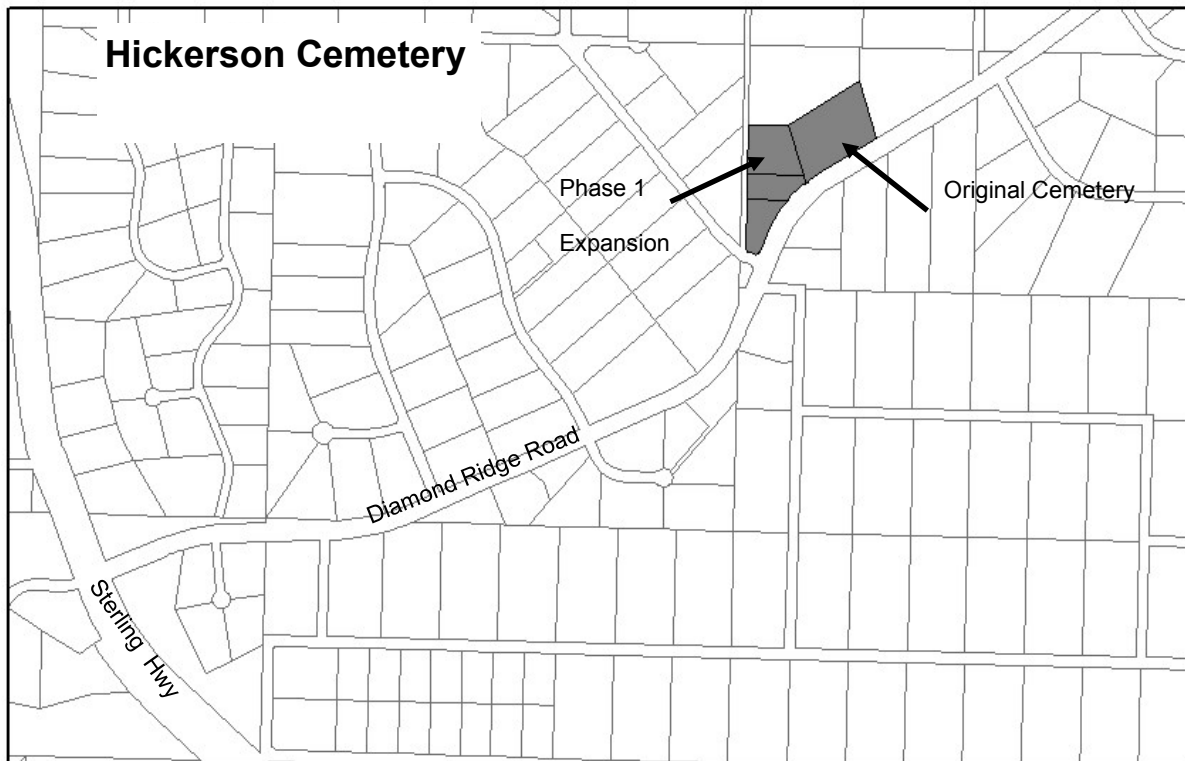 Hickerson Cemetery
Phase 1
Expansion
Original Cemetery
Diamond Ridge Road
Sterling Hwy